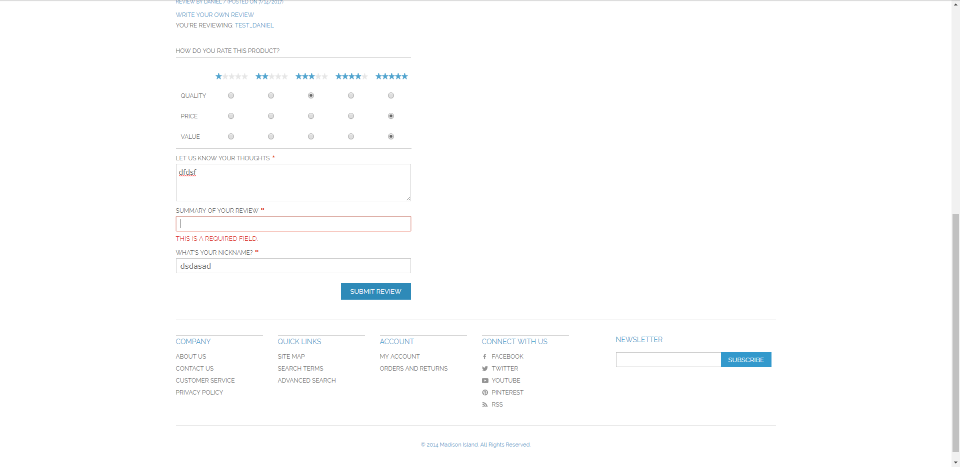 REVIEW BY DANIEL / (POSTED ON 7/11/2017)
WRITE YOUR OWN REVIEW
YOU'RE REVIEWING: TEST_DANIEL
HOW DO YOU RATE THIS PRODUCT?
QUALITY
PRICE
VALUE
LET US KNOW YOUR THOUGHTS *
dfdsf
SUMMARY OF YOUR REVIEW *
THIS IS A REQUIRED FIELD.
WHAT'S YOUR NICKNAME? *
dsdasad
SUBMIT REVIEW
COMPANY
ABOUT US
CONTACT US
CUSTOMER SERVICE
PRIVACY POLICY
QUICK LINKS
SITE MAP
SEARCH TERMS
ADVANCED SEARCH
ACCOUNT
MY ACCOUNT
ORDERS AND RETURNS
CONNECT WITH US
FACEBOOK
TWITTER
YOUTUBE
PINTEREST
RSS
NEWSLETTER
SUBSCRIBE
© 2014 Madison Island. All Rights Reserved.